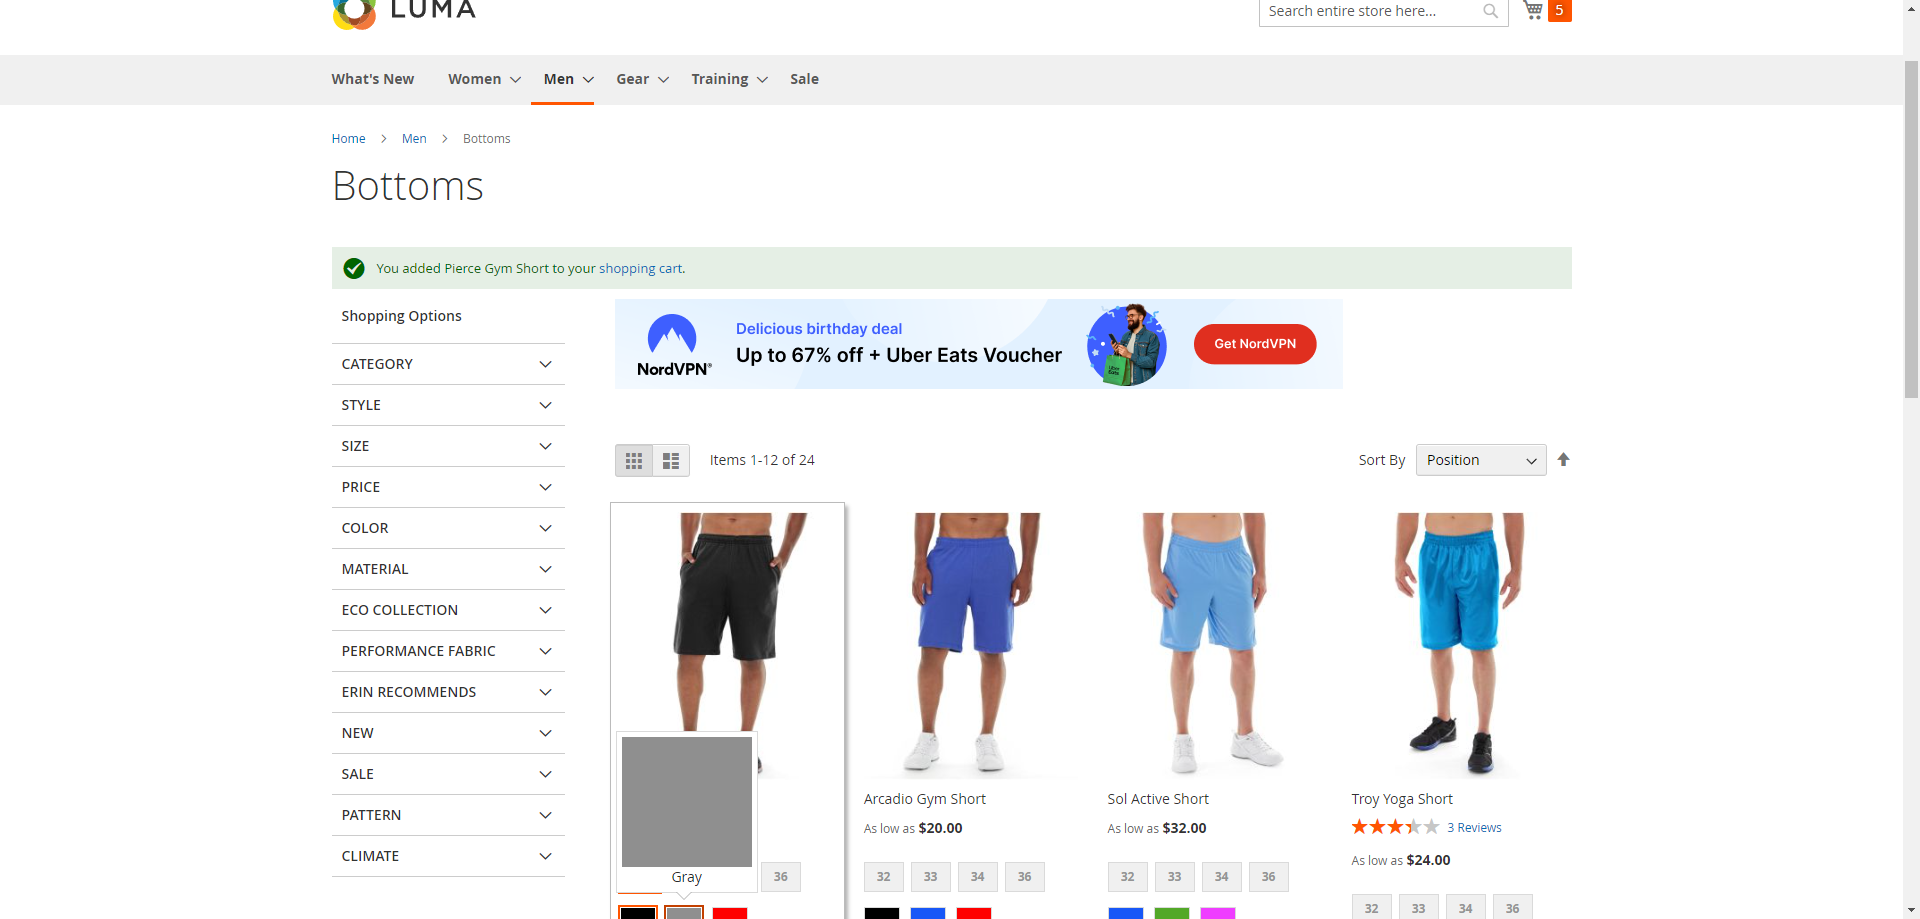 LUMA
Search entire store here...
5
What's New
Women
Men
Gear
Training
Sale
Home
Men
Bottoms
Bottoms
You added Pierce Gym Short to your shopping cart.
Shopping Options
CATEGORY
STYLE
SIZE
PRICE
COLOR
MATERIAL
ECO COLLECTION
PERFORMANCE FABRIC
ERIN RECOMMENDS
NEW
SALE
PATTERN
CLIMATE
NordVPN®
Delicious birthday deal
Up to 67% off + Uber Eats Voucher
Uber
Eats
Get NordVPN
Items 1-12 of 24
Sort By
Position
Gray
36
Arcadio Gym Short
As low as $20.00
32 33 34 36
Sol Active Short
As low as $32.00
32 33 34 36
Troy Yoga Short
3 Reviews
As low as $24.00
32 33 34 36